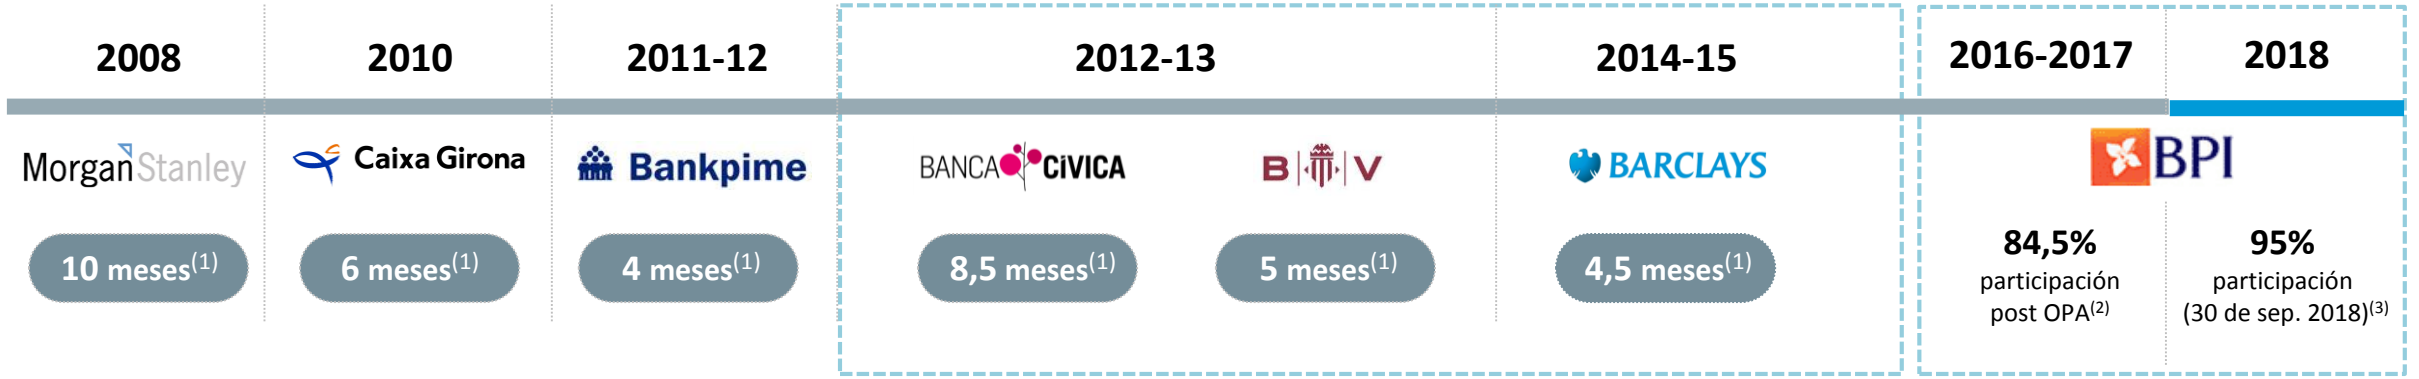 2008
2010
2011-12
2012-13
2014-15
2016-2017
2018
Morgan Stanley
Caixa Girona
Bankpime
BANCA CÍVICA
B V
BARCLAYS
BPI
10 meses(1)
6 meses(1)
4 meses(1)
8,5 meses(1)
5 meses(1)
4,5 meses(1)
84,5%
participación
post OPA(2)
95%
participación
(30 de sep. 2018)(3)